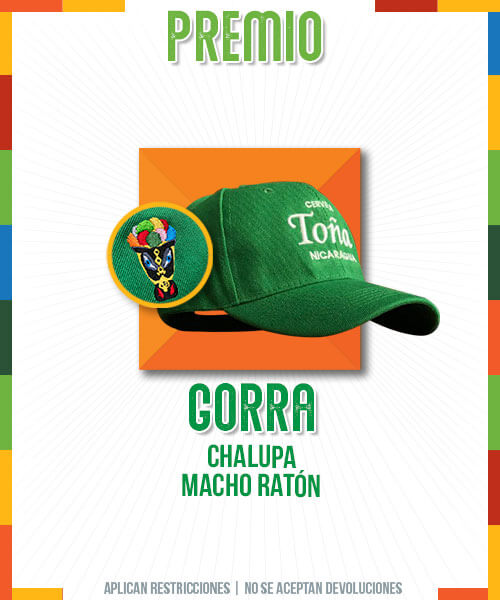 PREMIO
CERVEZA
Toña
NICARAGUA
GORRA
CHALUPA
MACHO RATÓN
APLICAN RESTRICCIONES | NO SE ACEPTAN DEVOLUCIONES